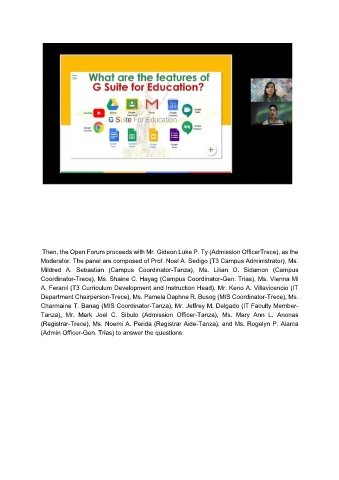 What are the features of
G Suite for Education?
G Suite For Education
Then, the Open Forum proceeds with Mr. Gideon Luke P. Ty (Admission OfficerTrece), as the
Moderator. The panel are composed of Prof. Noel A. Sedigo (T3 Campus Administrator), Ms.
Mildred A. Sebastian (Campus Coordinator-Tanza), Ms. Lilian O. Sidamon (Campus
Coordinator-Trece), Ms. Shaine C. Hayag (Campus Coordinator-Gen. Trias), Ms. Vienna Mi
A. Feranil (T3 Curriculum Development and Instruction Head), Mr. Keno A. Villavicencio (IT
Department Chairperson-Trece), Ms. Pamela Daphne R. Busog (MIS Coordinator-Trece), Ms.
Charmaine T. Banag (MIS Coordinator-Tanza), Mr. Jeffrey M. Delgado (IT Faculty Member-
Tanza), Mr. Mark Joel C. Sibulo (Admission Officer-Tanza), Ms. Mary Ann L. Anonas
(Registrar-Trece), Ms. Noemi A. Perida (Registrar Aide-Tanza), and Ms. Rogelyn P. Alarca
(Admin Officer-Gen. Trias) to answer the questions.